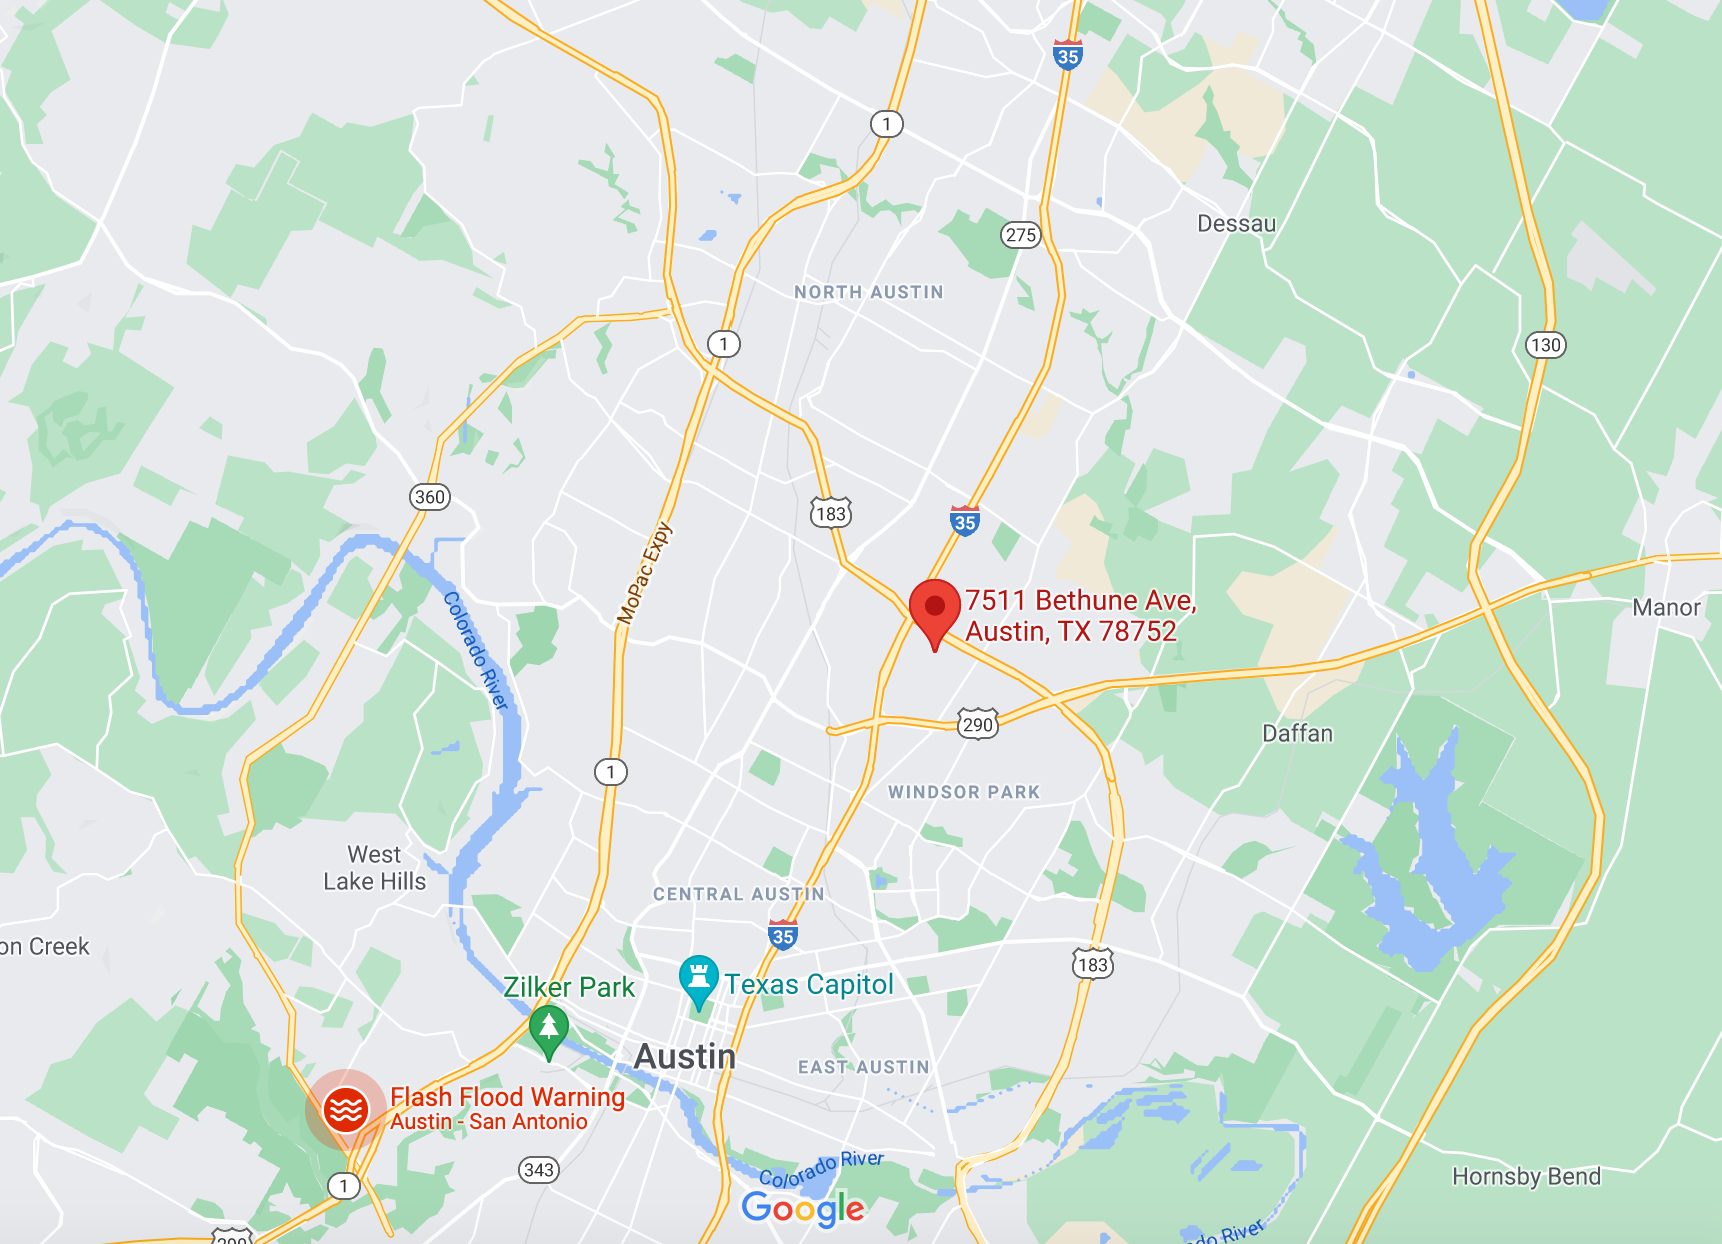 35
1
275
Dessau
NORTH AUSTIN
1
130
360
183
35
MoPac Expy
7511 Bethune Ave,
Austin, TX 78752
Manor
Colorado River
290
Daffan
1
WINDSOR PARK
West
Lake Hills
CENTRAL AUSTIN
35
on Creek
183
Zilker Park
Texas Capitol
Austin
EAST AUSTIN
Flash Flood Warning
Austin - San Antonio
343
Colorado River
Hornsby Bend
1
Google
do River
290